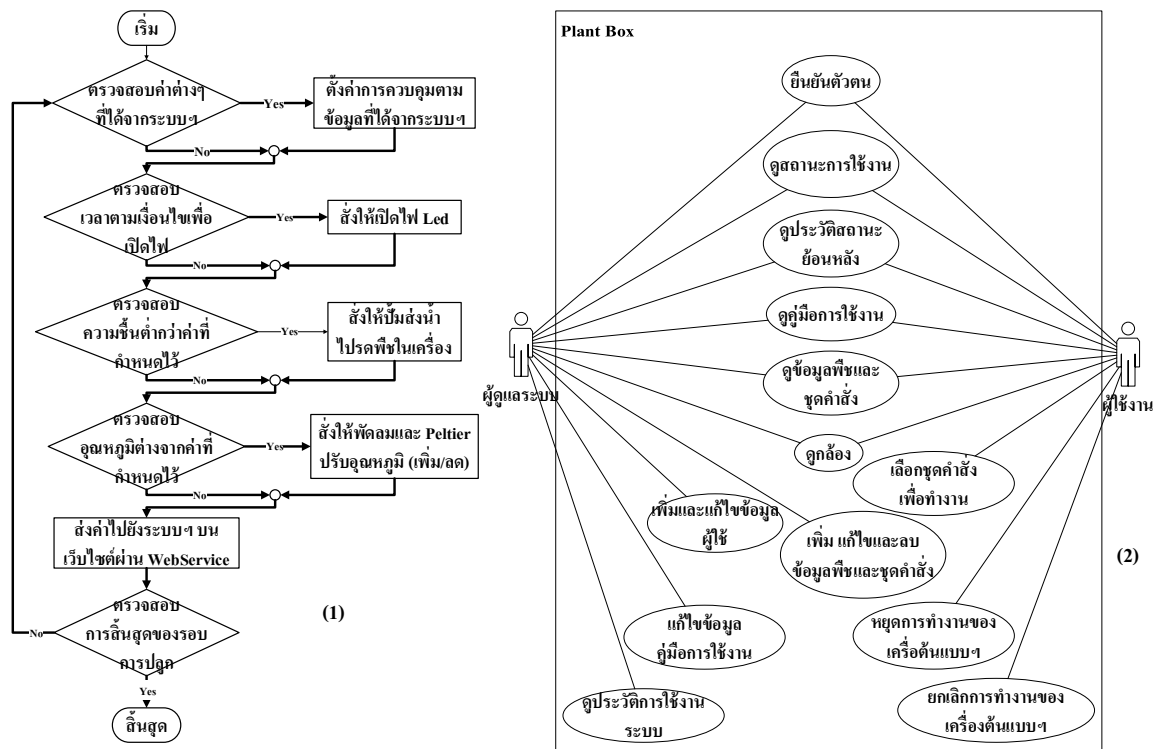 เริ่ม
ตรวจสอบค่าต่างๆ
ที่ได้จากระบบฯ
Yes
ตั้งค่าการควบคุมตาม
ข้อมูลที่ได้จากระบบฯ
No
ตรวจสอบ
เวลาตามเงื่อนไขเพื่อ
เปิดไฟ
Yes
สั่งให้เปิดไฟ Led
No
ตรวจสอบ
ความชื้นต่ำกว่าค่าที่
กำหนดไว้
Yes
สั่งให้ปั๊มส่งน้ำ
ไปรดพืชในเครื่อง
No
ตรวจสอบ
อุณหภูมิต่างจากค่าที่
กำหนดไว้
Yes
สั่งให้พัดลมและ Peltier
ปรับอุณหภูมิ (เพิ่ม/ลด)
No
ส่งค่าไปยังระบบฯ บน
เว็บไซต์ผ่าน WebService
ตรวจสอบ
การสิ้นสุดของรอบ
การปลูก
No
Yes
สิ้นสุด
(1)
Plant Box
ยืนยันตัวตน
ดูสถานะการใช้งาน
ดูประวัติสถานะ
ย้อนหลัง
ดูคู่มือการใช้งาน
ดูข้อมูลพืชและ
ชุดคำสั่ง
ดูกล้อง
ผู้ดูแลระบบ
ผู้ใช้งาน
เลือกชุดคำสั่ง
เพื่อทำงาน
เพิ่มและแก้ไขข้อมูล
ผู้ใช้
เพิ่ม แก้ไขและลบ
ข้อมูลพืชและชุดคำสั่ง
(2)
แก้ไขข้อมูล
คู่มือการใช้งาน
หยุดการทำงานของ
เครื่อต้นแบบฯ
ดูประวัติการใช้งาน
ระบบ
ยกเลิกการทำงานของ
เครื่องต้นแบบฯ